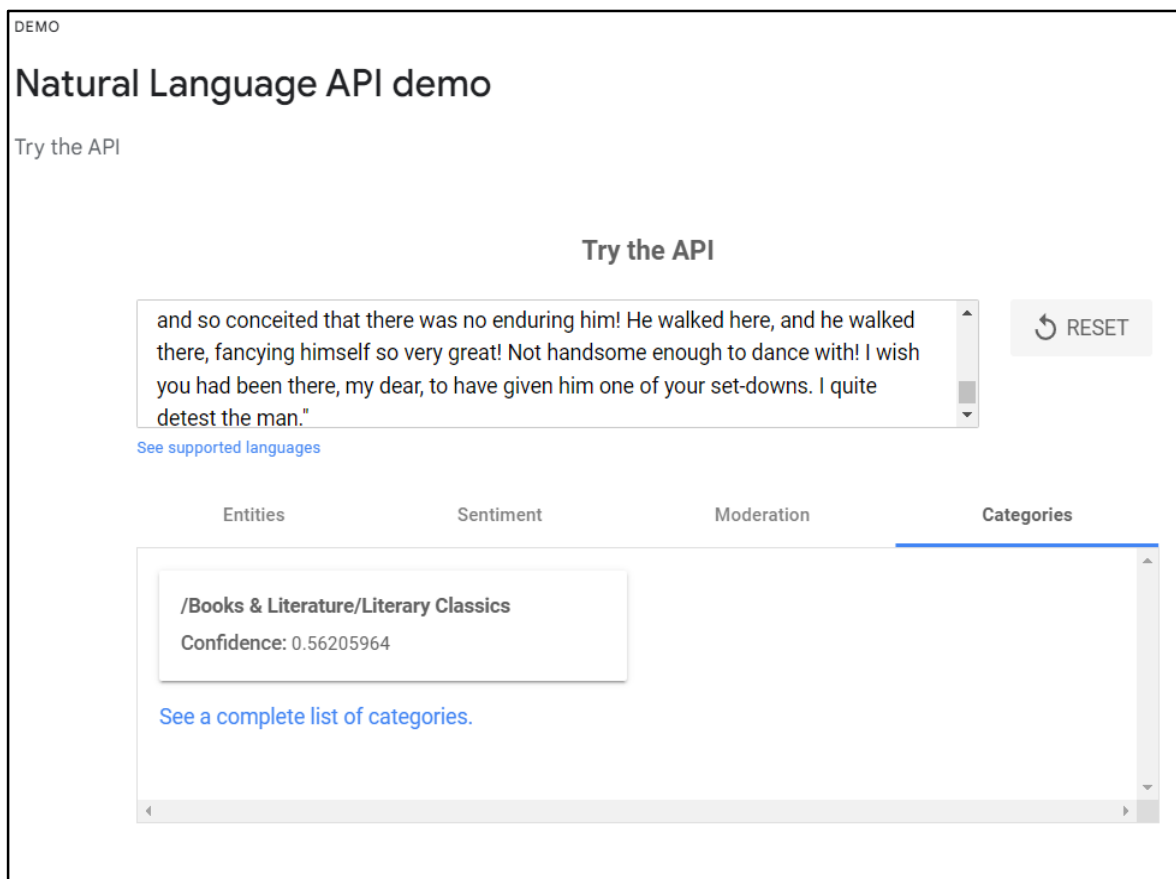 DEMO
Natural Language API demo
Try the API
Try the API
and so conceited that there was no enduring him! He walked here, and he walked
there, fancying himself so very great! Not handsome enough to dance with! I wish
you had been there, my dear, to have given him one of your set-downs. I quite
detest the man."
RESET
See supported languages
Entities
Sentiment
Moderation
Categories
/Books & Literature/Literary Classics
Confidence: 0.56205964
See a complete list of categories.